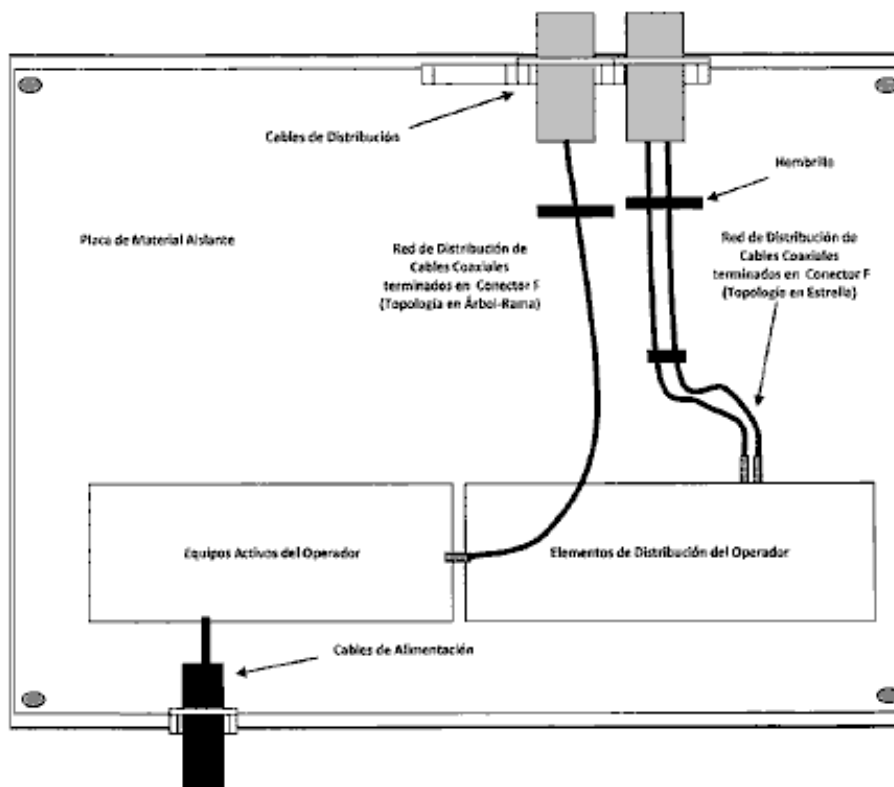 Cables de Distribución
Hembrilla
Placa de Material Aislante
Red de Distribución de
Cables Coaxiales
terminados en Conector F
(Topología en Árbol-Rama)
Red de Distribución de
Cables Coaxiales
terminados en Conector F
(Topología en Estrella)
Equipos Activos del Operador
Elementos de Distribución del Operador
Cables de Alimentación